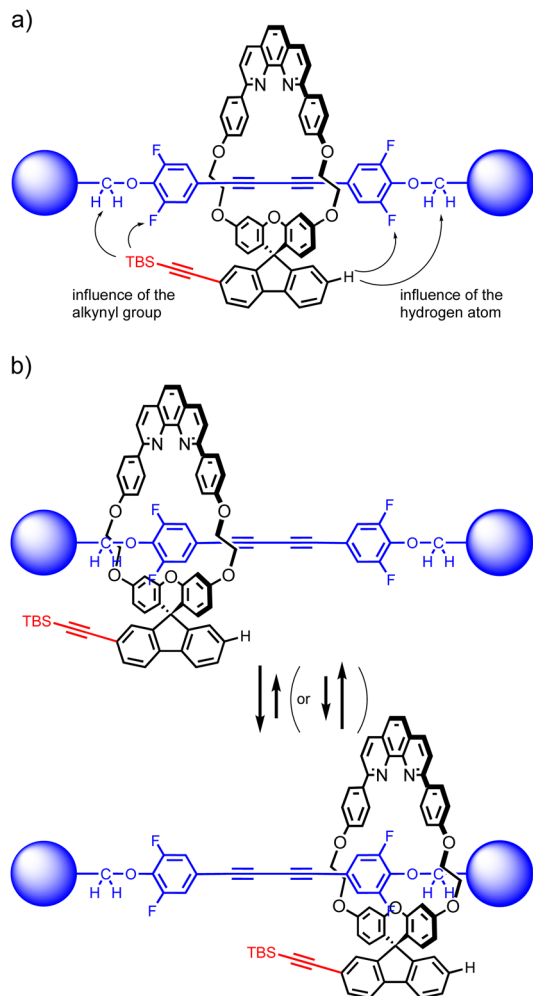 a)
N N
O O
F F
C O O C
H H F O O F H H
O
TBS H
influence of the
alkynyl group
influence of the
hydrogen atom
b)
N N
O O
F F
C O O C
H H F F H H
O O O
TBS H
( or )
N N
O O
F F
C O O C
H H F F H H
O O O
TBS H